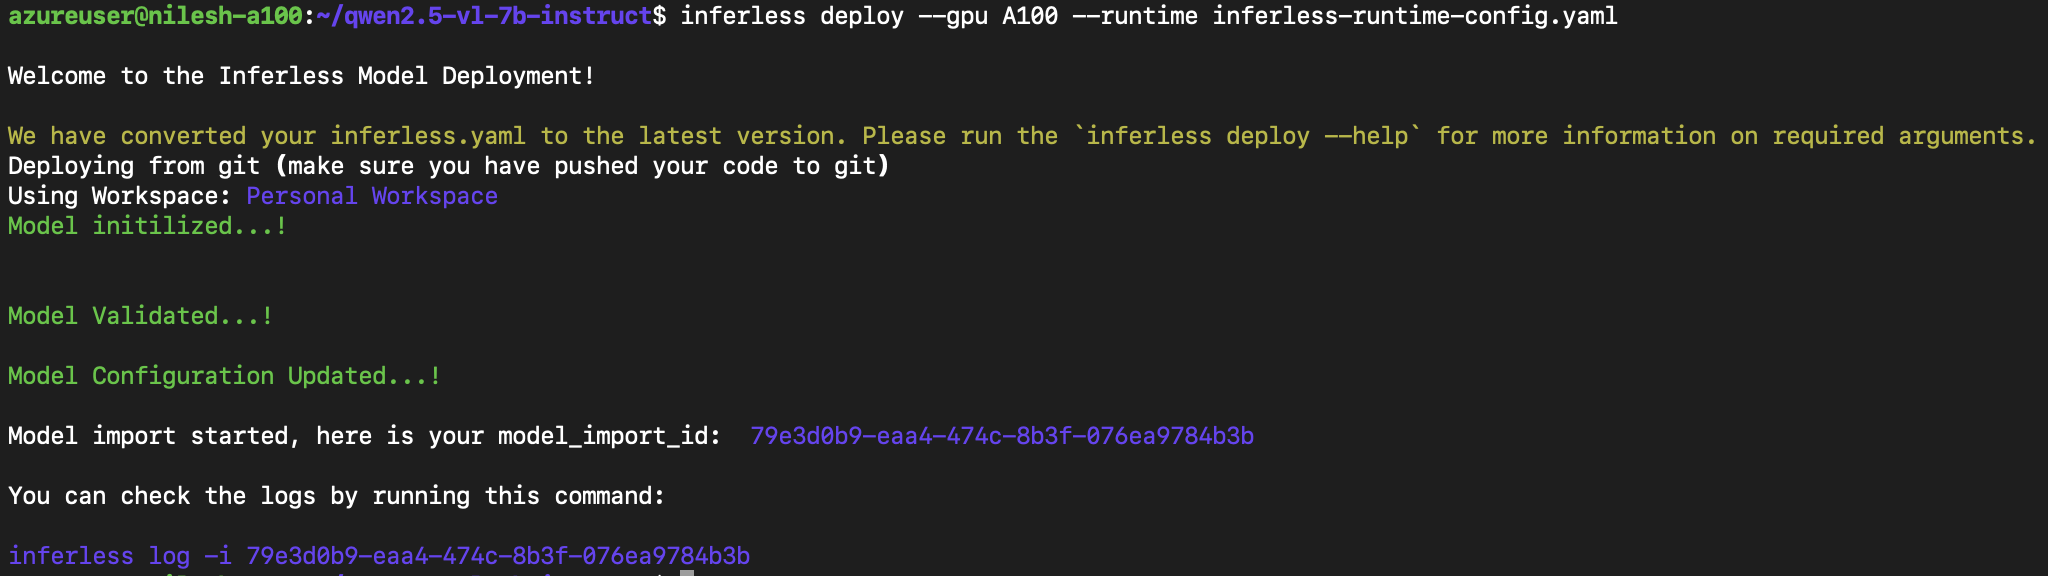 azureuser@nilesh-a100:~/qwen2.5-vl-7b-instruct$ inferless deploy --gpu A100 --runtime inferless-runtime-config.yaml
Welcome to the Inferless Model Deployment!
We have converted your inferless.yaml to the latest version. Please run the `inferless deploy --help` for more information on required arguments.
Deploying from git (make sure you have pushed your code to git)
Using Workspace: Personal Workspace
Model initilized...!
Model Validated...!
Model Configuration Updated...!
Model import started, here is your model_import_id:  79e3d0b9-eaa4-474c-8b3f-076ea9784b3b
You can check the logs by running this command:
inferless log -i 79e3d0b9-eaa4-474c-8b3f-076ea9784b3b